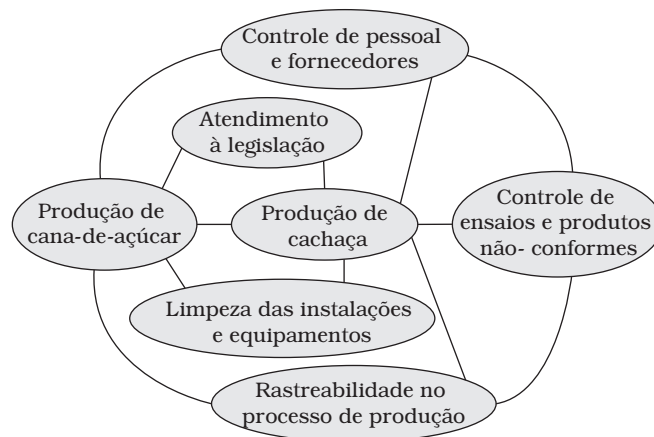 Controle de pessoal
e fornecedores
Atendimento
à legislação
Produção de
cana-de-açúcar
Produção de
cachaça
Controle de
ensaios e produtos
não- conformes
Limpeza das instalações
e equipamentos
Rastreabilidade no
processo de produção